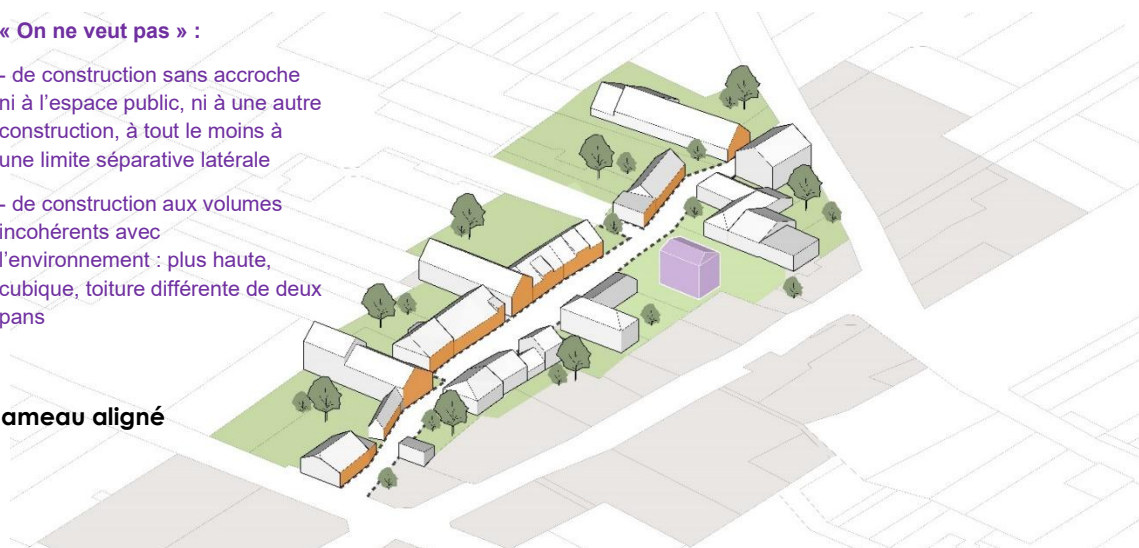 « On ne veut pas » :
- de construction sans accroche
ni à l'espace public, ni à une autre
construction, à tout le moins à
une limite séparative latérale
- de construction aux volumes
incohérents avec
l'environnement : plus haute,
cubique, toiture différente de deux
pans
ameau aligné